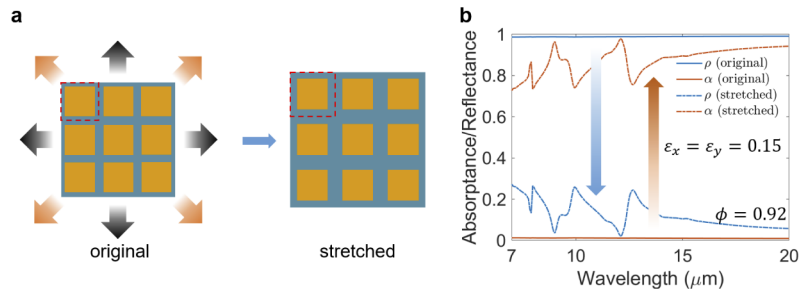 a
original
stretched
b
Absorptance/Reflectance
1
0.8
0.6
0.4
0.2
0
ρ (original)
α (original)
ρ (stretched)
α (stretched)
εₓ = εᵧ = 0.15
ϕ = 0.92
7 10 15 20
Wavelength (μm)